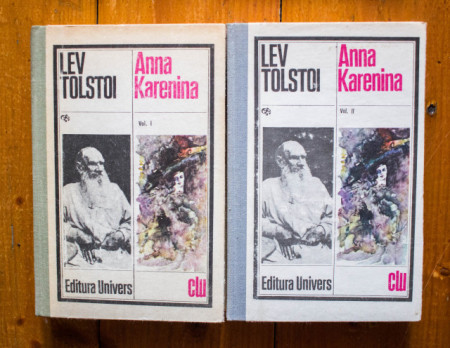 LEV
TOLSTOI
Anna
Karenina
Vol. I
Editura Univers
clu
LEV
TOLSTOI
Anna
Karenina
Vol. II
Editura Univers
clu